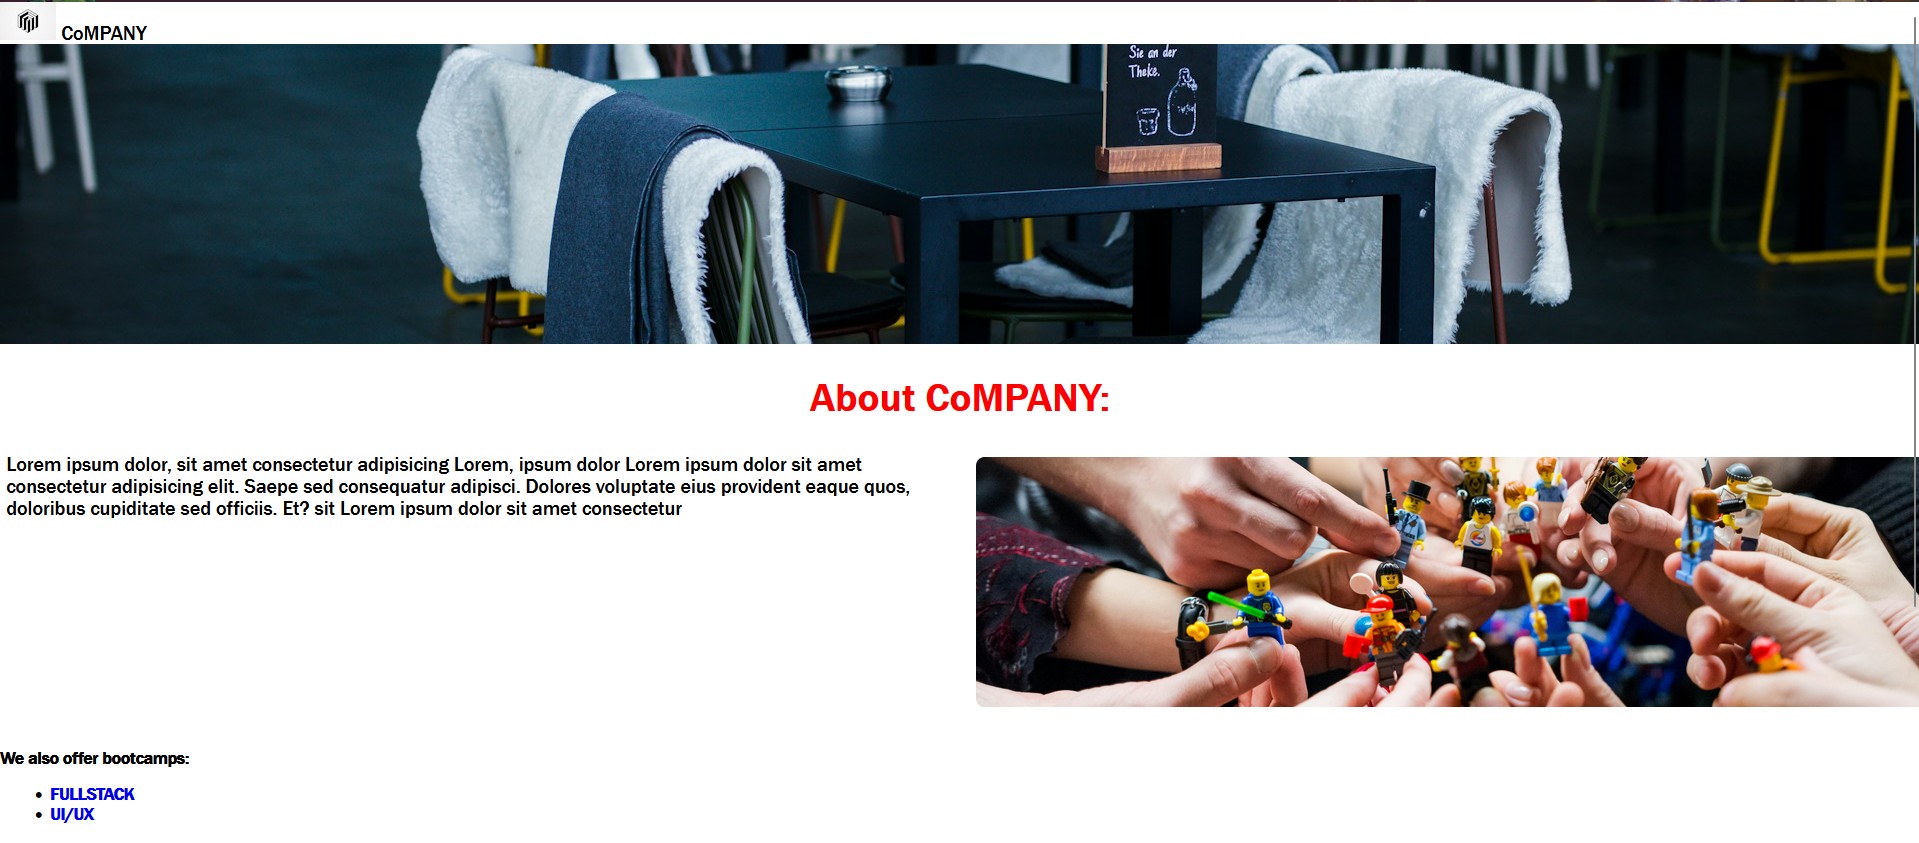 CoMPANY
Sie an der
Theke.
About CoMPANY:
Lorem ipsum dolor, sit amet consectetur adipisicing Lorem, ipsum dolor Lorem ipsum dolor sit amet
consectetur adipisicing elit. Saepe sed consequatur adipisci. Dolores voluptate eius provident eaque quos,
doloribus cupiditate sed officiis. Et? sit Lorem ipsum dolor sit amet consectetur
We also offer bootcamps:
• FULLSTACK
• UI/UX